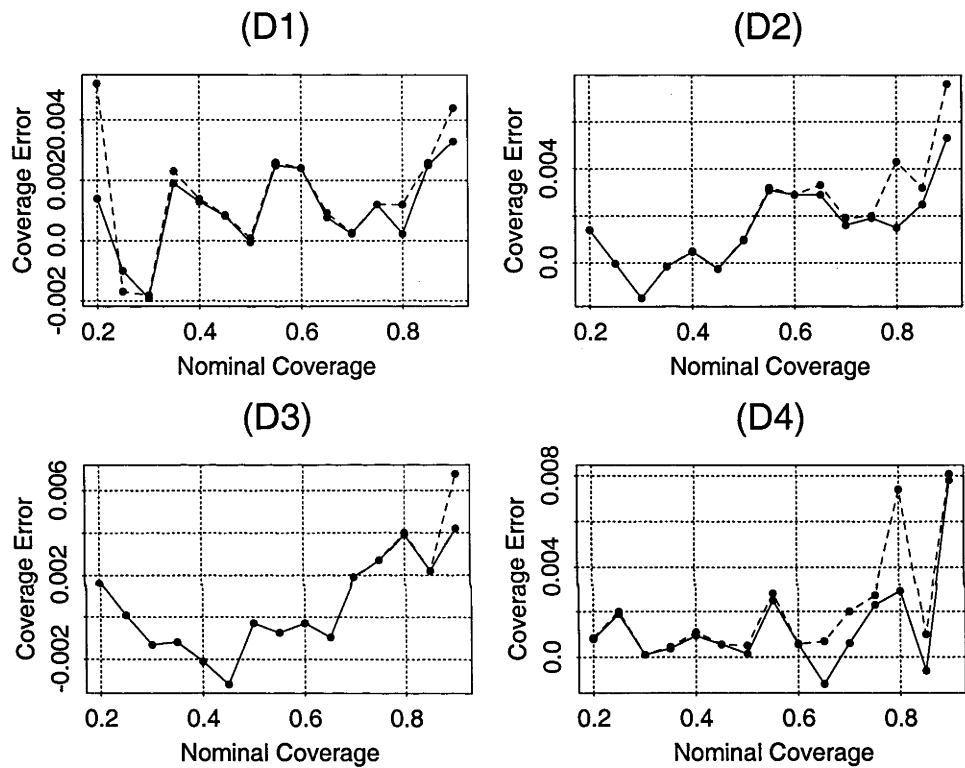 (D1)
Coverage Error
-0.002 0.0 0.0020.004
0.2 0.4 0.6 0.8
Nominal Coverage
(D2)
Coverage Error
0.0 0.004
0.2 0.4 0.6 0.8
Nominal Coverage
(D3)
Coverage Error
-0.002 0.002 0.006
0.2 0.4 0.6 0.8
Nominal Coverage
(D4)
Coverage Error
0.0 0.004 0.008
0.2 0.4 0.6 0.8
Nominal Coverage